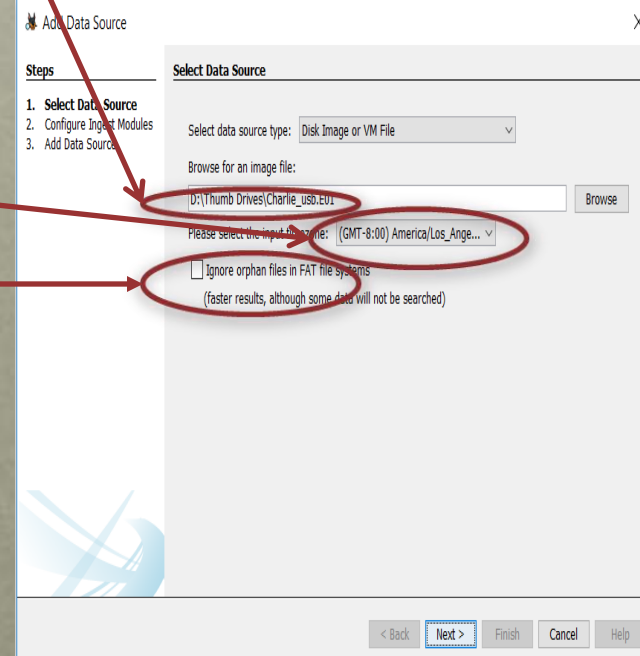 Add Data Source
Steps
Select Data Source
1. Select Data Source
2. Configure Ingest Modules
3. Add Data Source
Select data source type: Disk Image or VM File
Browse for an image file:
D:\Thumb Drives\Charlie_usb.E01
Browse
Please select the input timezone: (GMT-8:00) America/Los_Ange...
Ignore orphan files in FAT file systems
(faster results, although some data will not be searched)
< Back Next > Finish Cancel Help